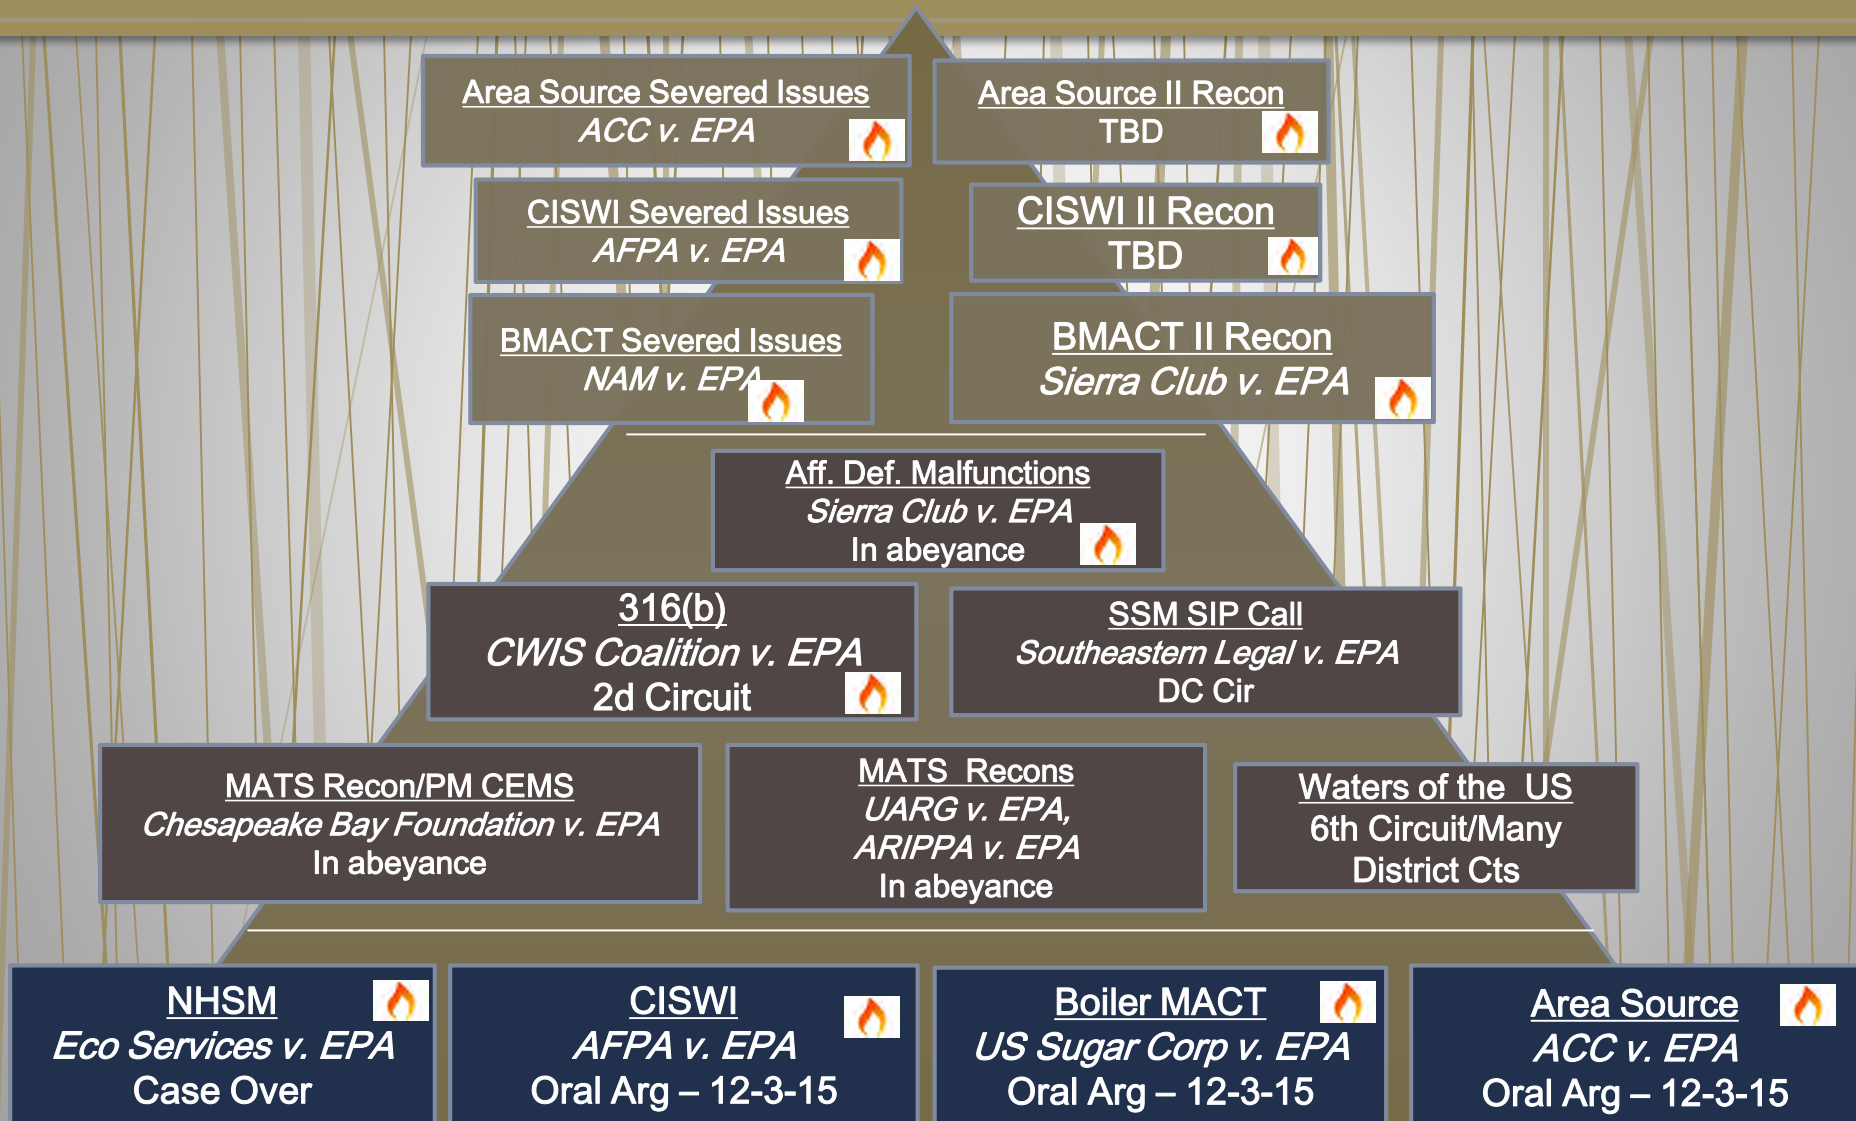 Area Source Severed Issues
ACC v. EPA
Area Source II Recon
TBD
CISWI Severed Issues
AFPA v. EPA
CISWI II Recon
TBD
BMACT Severed Issues
NAM v. EPA
BMACT II Recon
Sierra Club v. EPA
Aff. Def. Malfunctions
Sierra Club v. EPA
In abeyance
316(b)
CWIS Coalition v. EPA
2d Circuit
SSM SIP Call
Southeastern Legal v. EPA
DC Cir
MATS Recon/PM CEMS
Chesapeake Bay Foundation v. EPA
In abeyance
MATS Recons
UARG v. EPA,
ARIPPA v. EPA
In abeyance
Waters of the US
6th Circuit/Many
District Cts
NHSM
Eco Services v. EPA
Case Over
CISWI
AFPA v. EPA
Oral Arg – 12-3-15
Boiler MACT
US Sugar Corp v. EPA
Oral Arg – 12-3-15
Area Source
ACC v. EPA
Oral Arg – 12-3-15